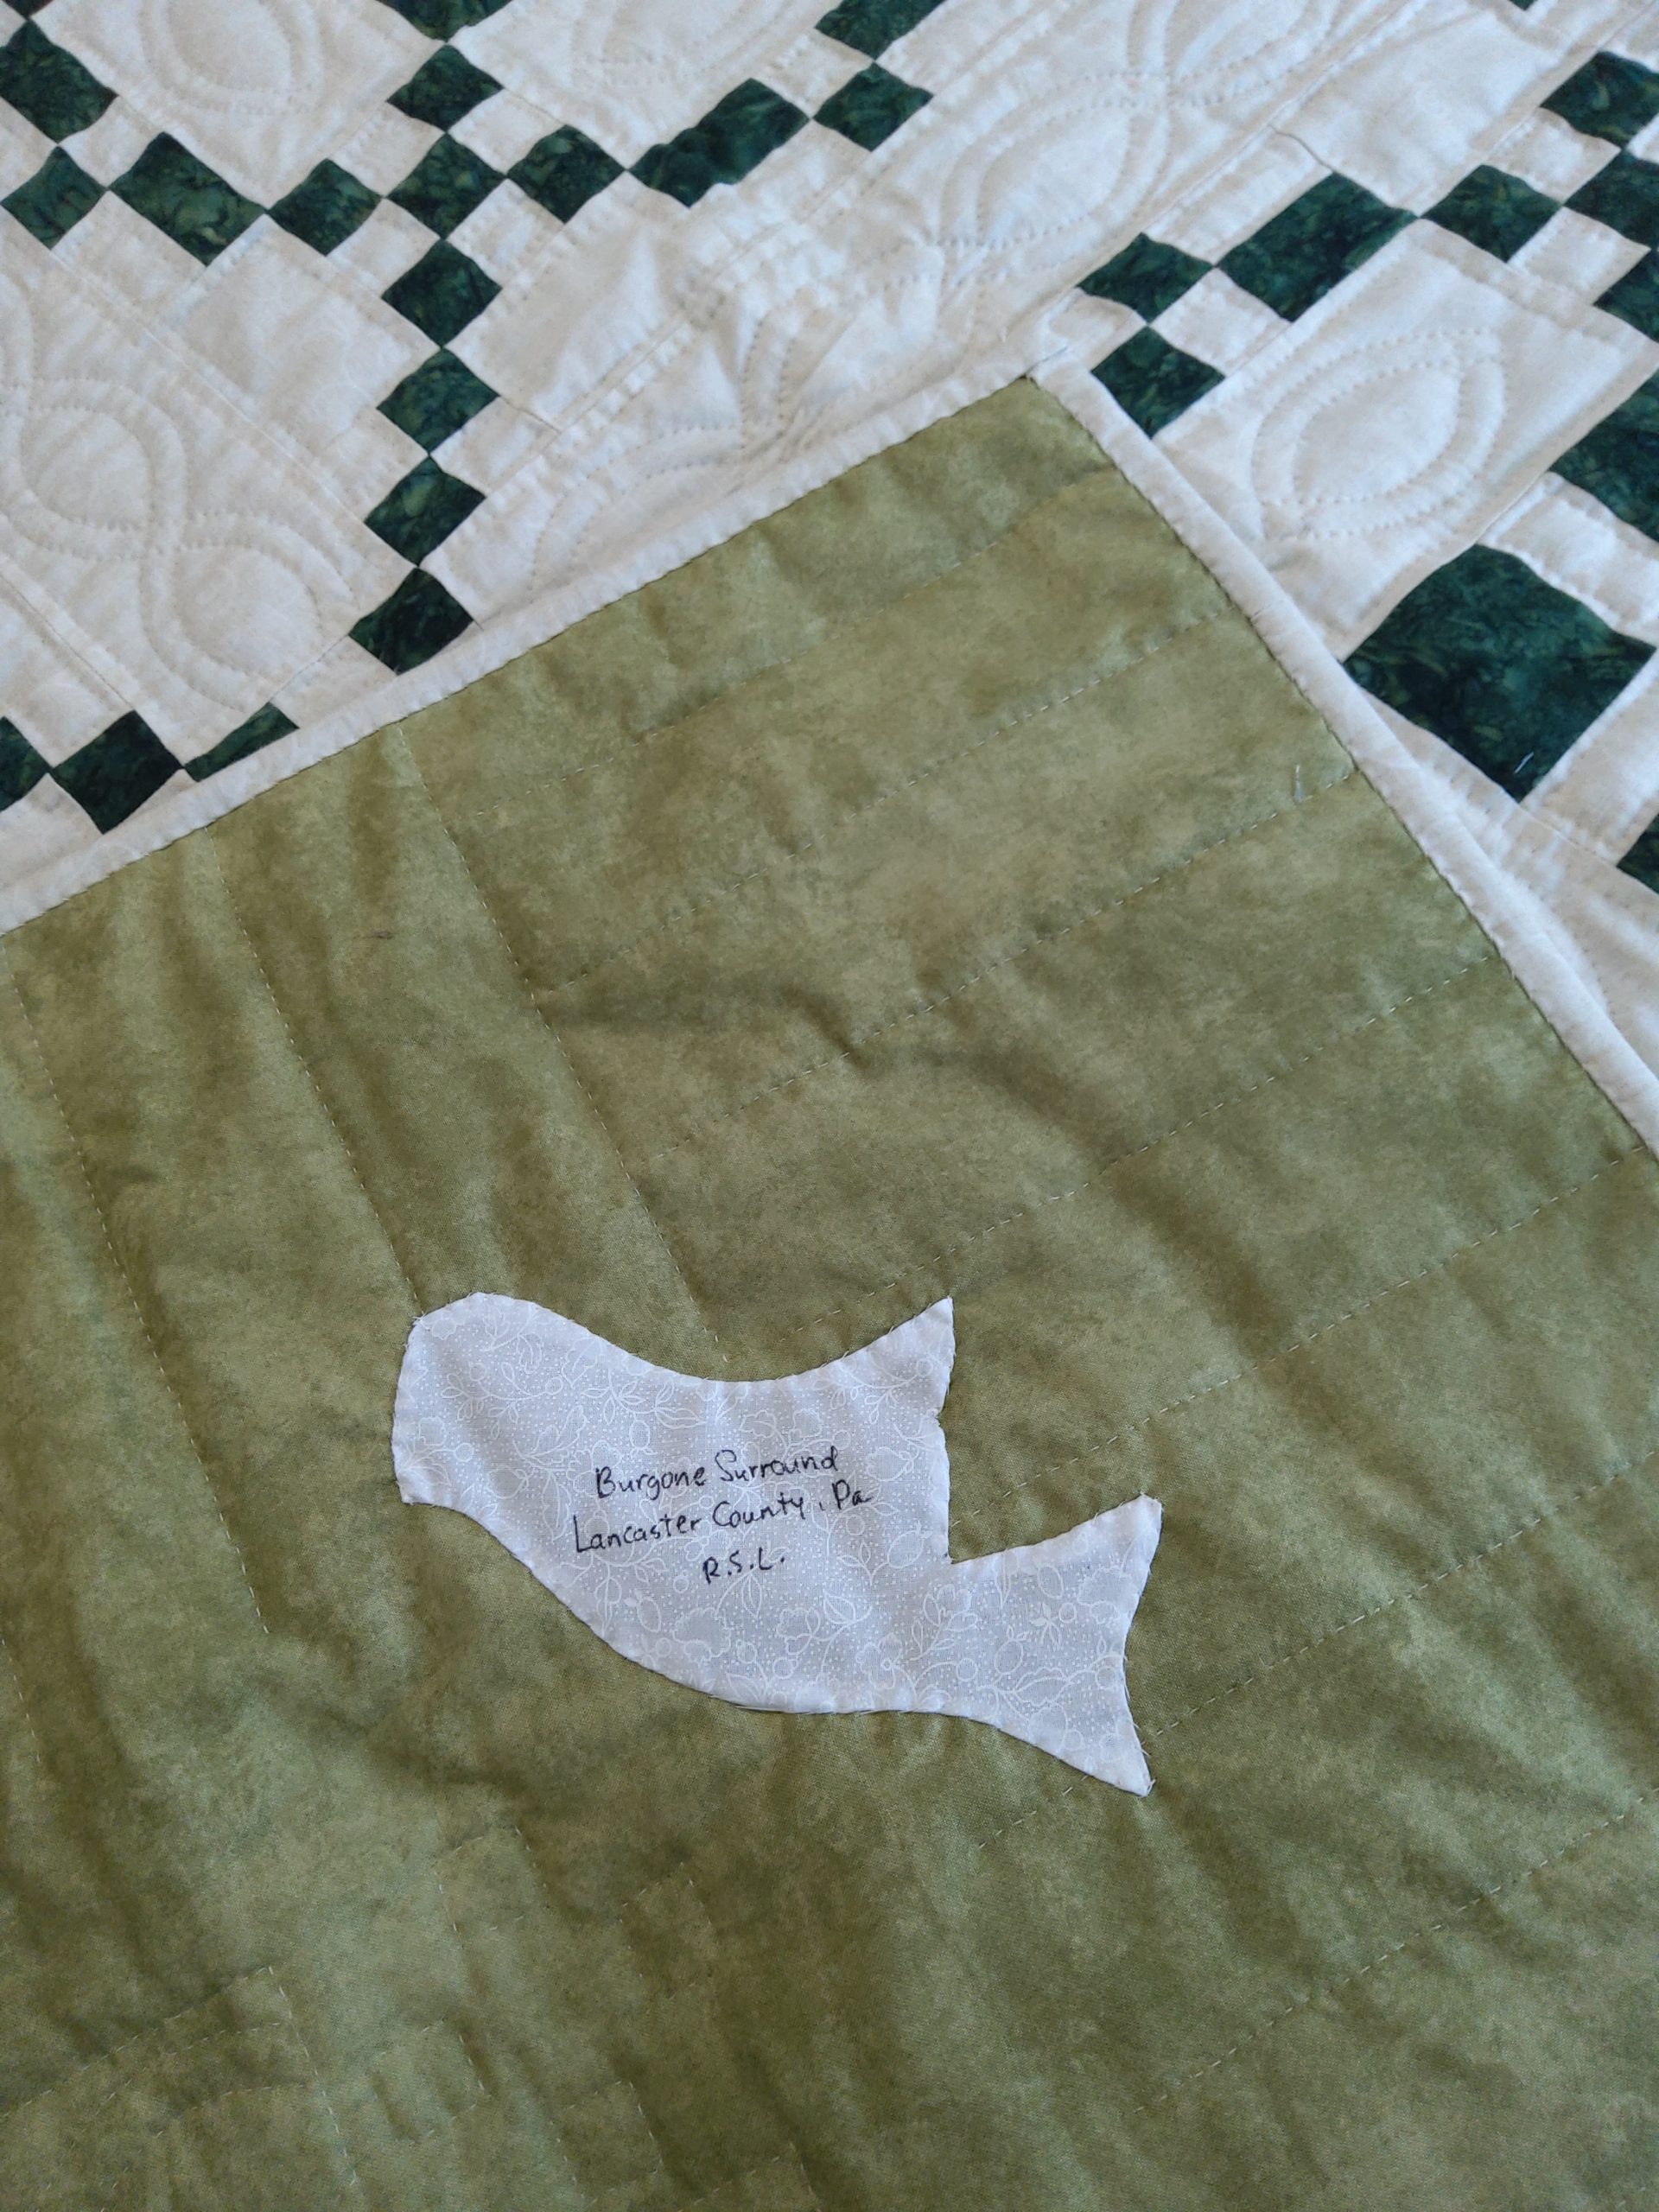 Burgone Surround
Lancaster County, Pa
R.S.L.